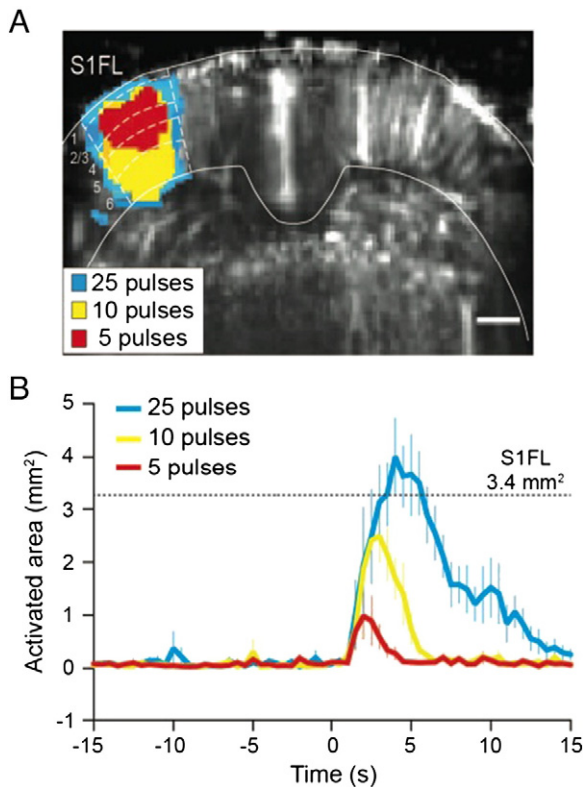 A
S1FL
1
2/3
4
5
6
25 pulses
10 pulses
5 pulses
B
25 pulses
10 pulses
5 pulses
S1FL
3.4 mm²
Activated area (mm²)
5
4
3
2
1
0
-1
-15
-10
-5
0
5
10
15
Time (s)